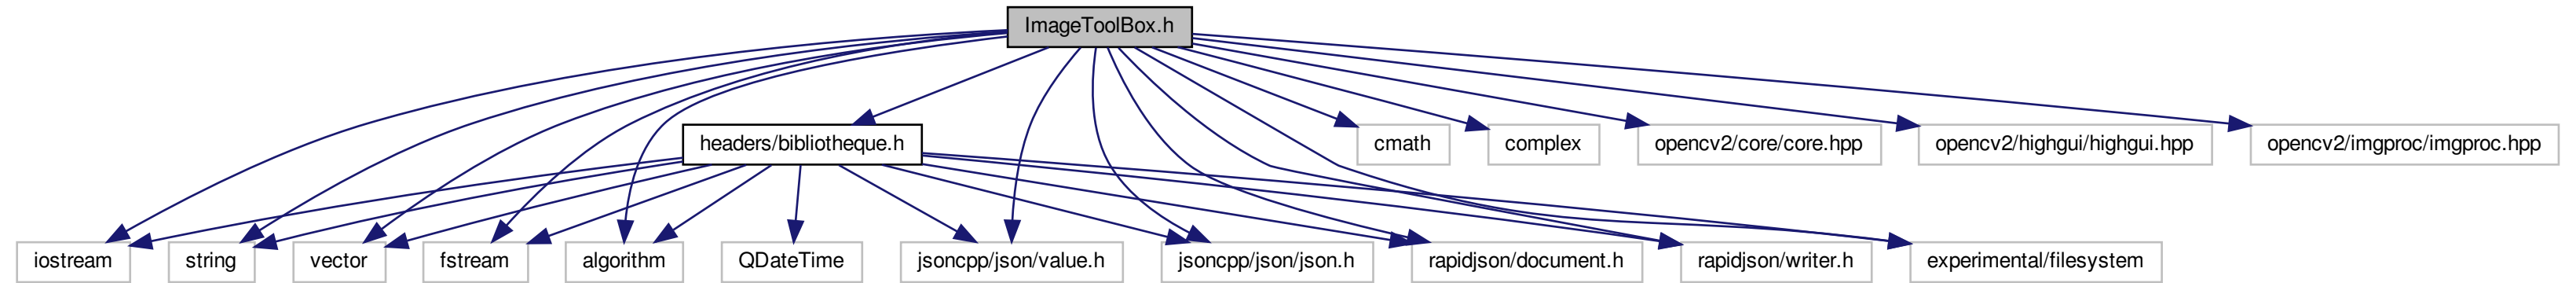 ImageToolBox.h
headers/bibliotheque.h
cmath
complex
opencv2/core/core.hpp
opencv2/highgui/highgui.hpp
opencv2/imgproc/imgproc.hpp
iostream
string
vector
fstream
algorithm
QDateTime
jsoncpp/json/value.h
jsoncpp/json/json.h
rapidjson/document.h
rapidjson/writer.h
experimental/filesystem